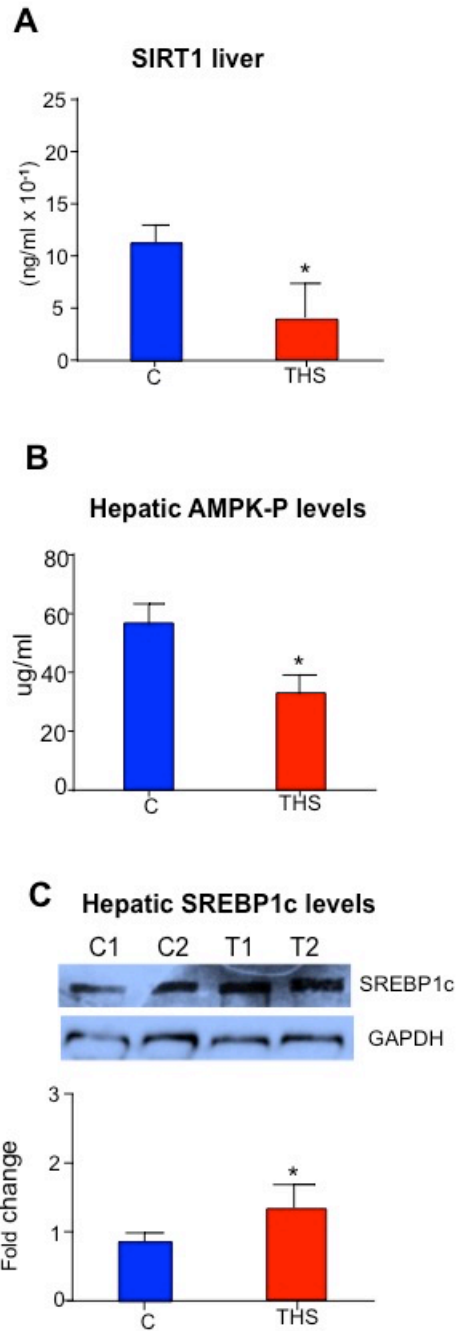 A
SIRT1 liver
(ng/ml x 10⁻¹)
25
20
15
10
5
0
*
C
THS
B
Hepatic AMPK-P levels
ug/ml
80
60
40
20
0
*
C
THS
C
Hepatic SREBP1c levels
C1 C2 T1 T2
SREBP1c
GAPDH
Fold change
3
2
1
0
*
C
THS